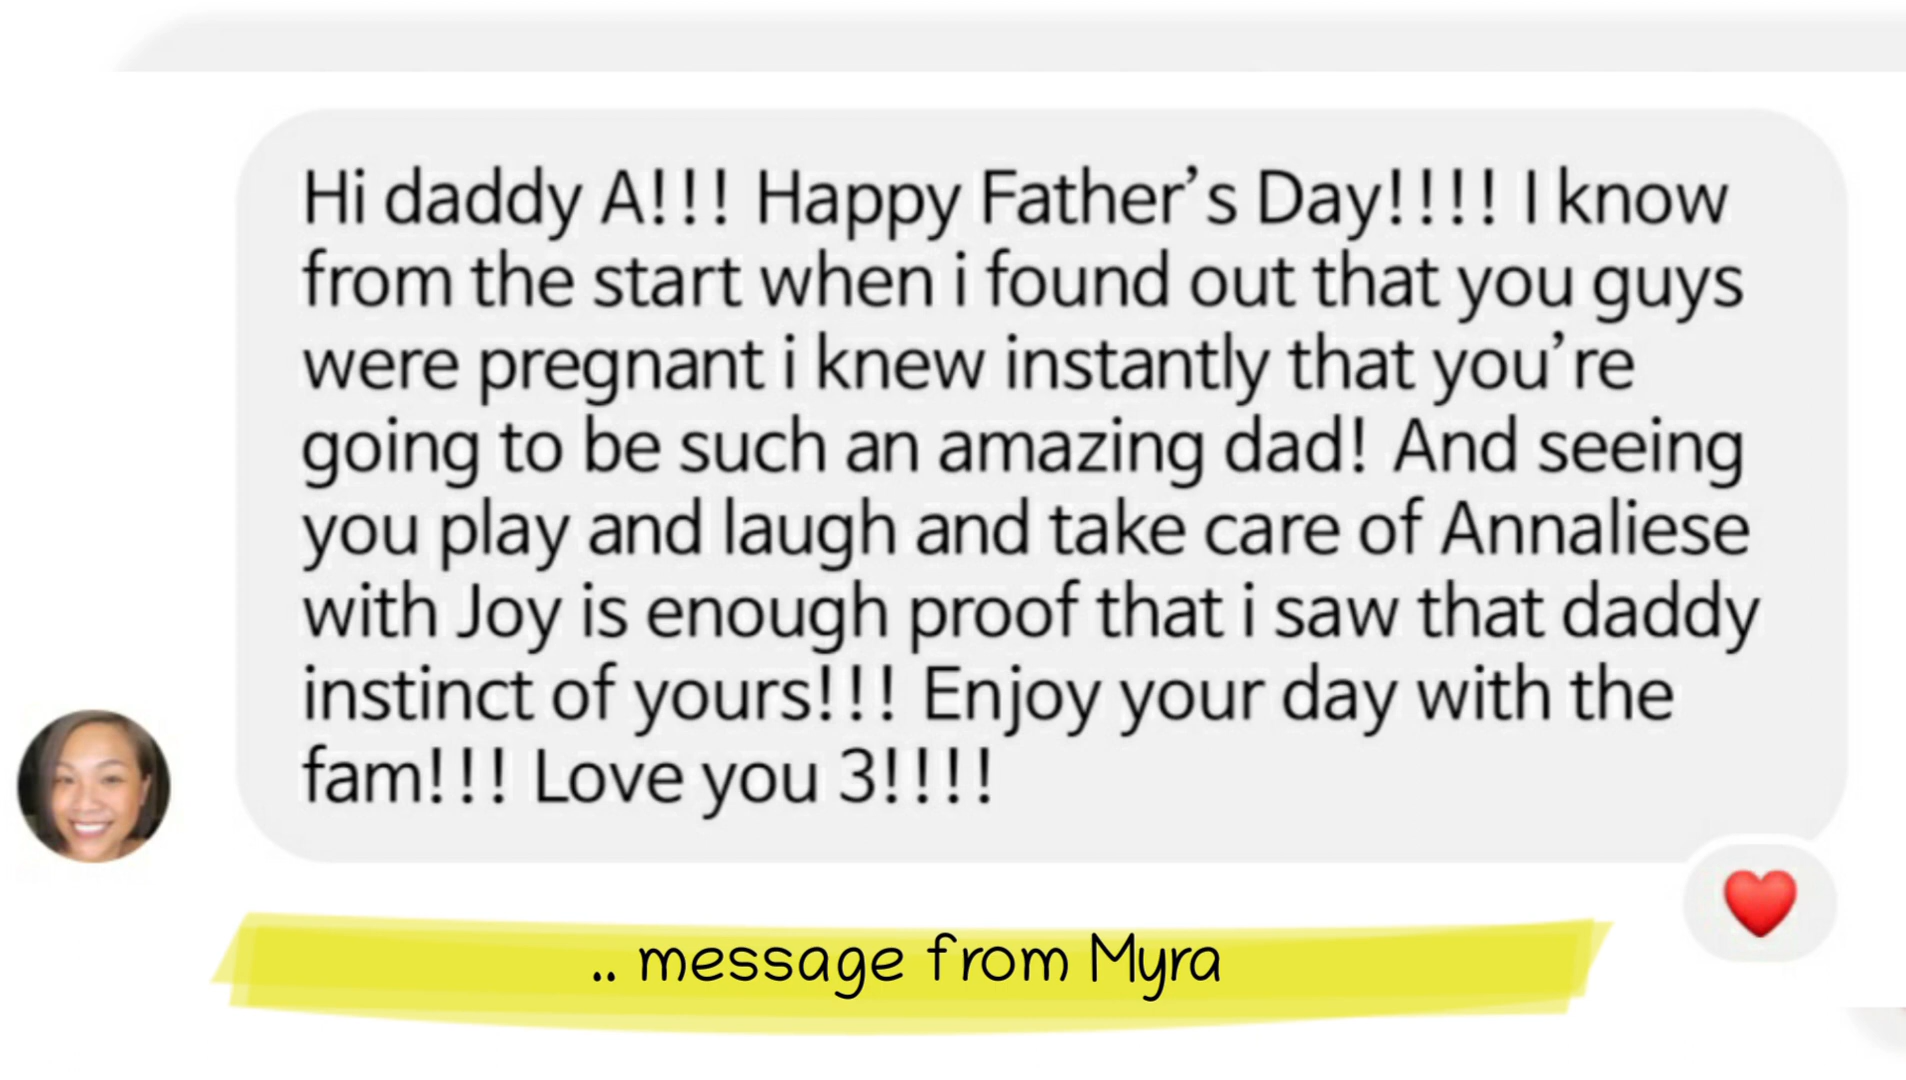 Hi daddy A!!! Happy Father’s Day!!!! I know
from the start when i found out that you guys
were pregnant i knew instantly that you’re
going to be such an amazing dad! And seeing
you play and laugh and take care of Annaliese
with Joy is enough proof that i saw that daddy
instinct of yours!!! Enjoy your day with the
fam!!! Love you 3!!!!
.. message from Myra